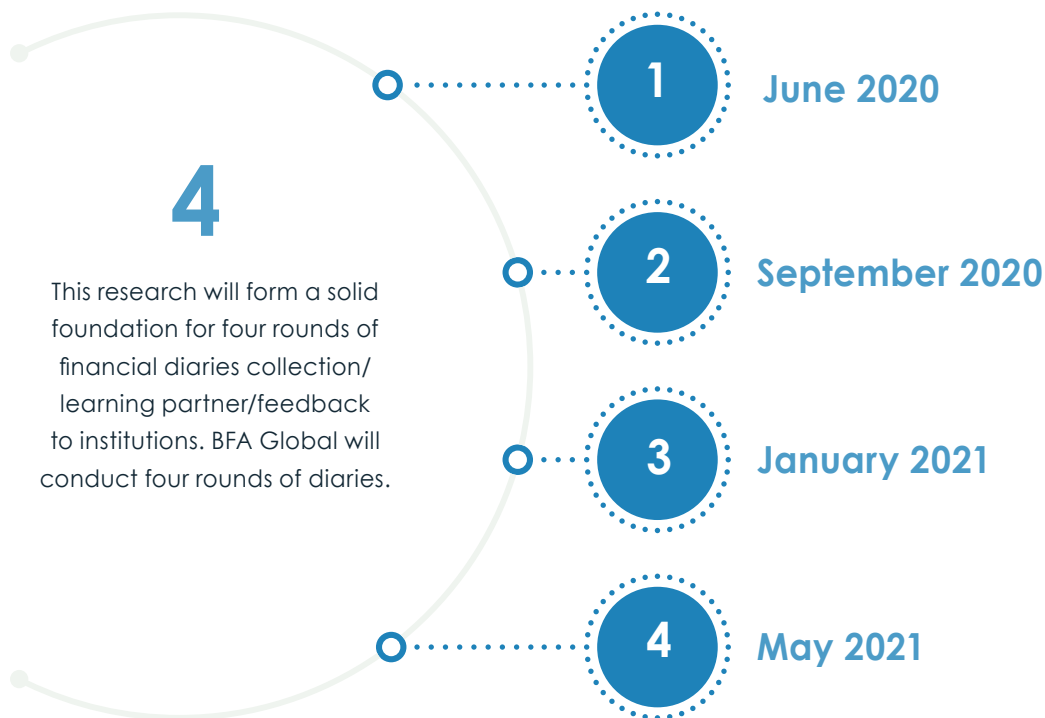 4
This research will form a solid
foundation for four rounds of
financial diaries collection/
learning partner/feedback
to institutions. BFA Global will
conduct four rounds of diaries.
1
June 2020
2
September 2020
3
January 2021
4
May 2021